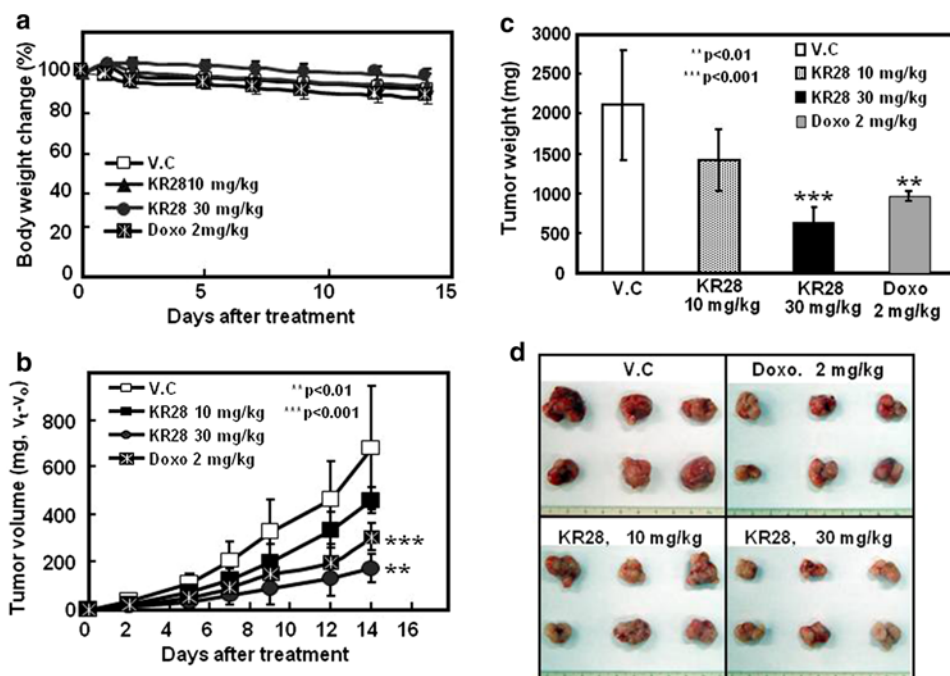 a
Body weight change (%)
100
80
60
40
20
0
V.C
KR2810 mg/kg
KR28 30 mg/kg
Doxo 2mg/kg
0 5 10 15
Days after treatment
b
Tumor volume (mg, vt-vo)
800
600
400
200
0
V.C
KR28 10 mg/kg
KR28 30 mg/kg
Doxo 2 mg/kg
**p<0.01
***p<0.001
***
**
0 2 4 6 8 10 12 14 16
Days after treatment
c
Tumor weight (mg)
3000
2500
2000
1500
1000
500
0
**p<0.01
***p<0.001
V.C
KR28 10 mg/kg
KR28 30 mg/kg
Doxo 2 mg/kg
***
**
V.C
KR28
10 mg/kg
KR28
30 mg/kg
Doxo
2 mg/kg
d
V.C
Doxo. 2 mg/kg
KR28, 10 mg/kg
KR28, 30 mg/kg